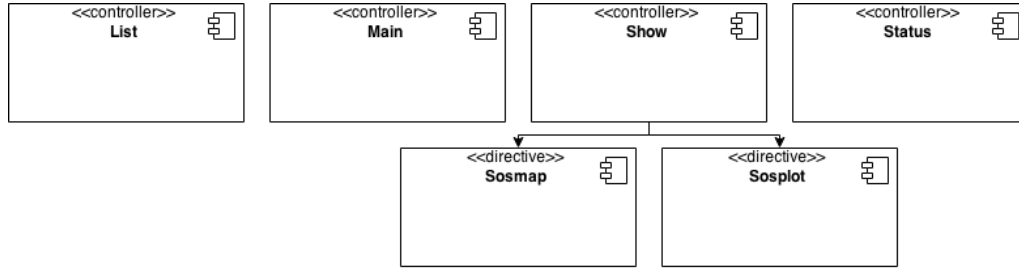 <<controller>>
List
<<controller>>
Main
<<controller>>
Show
<<controller>>
Status
<<directive>>
Sosmap
<<directive>>
Sosplot